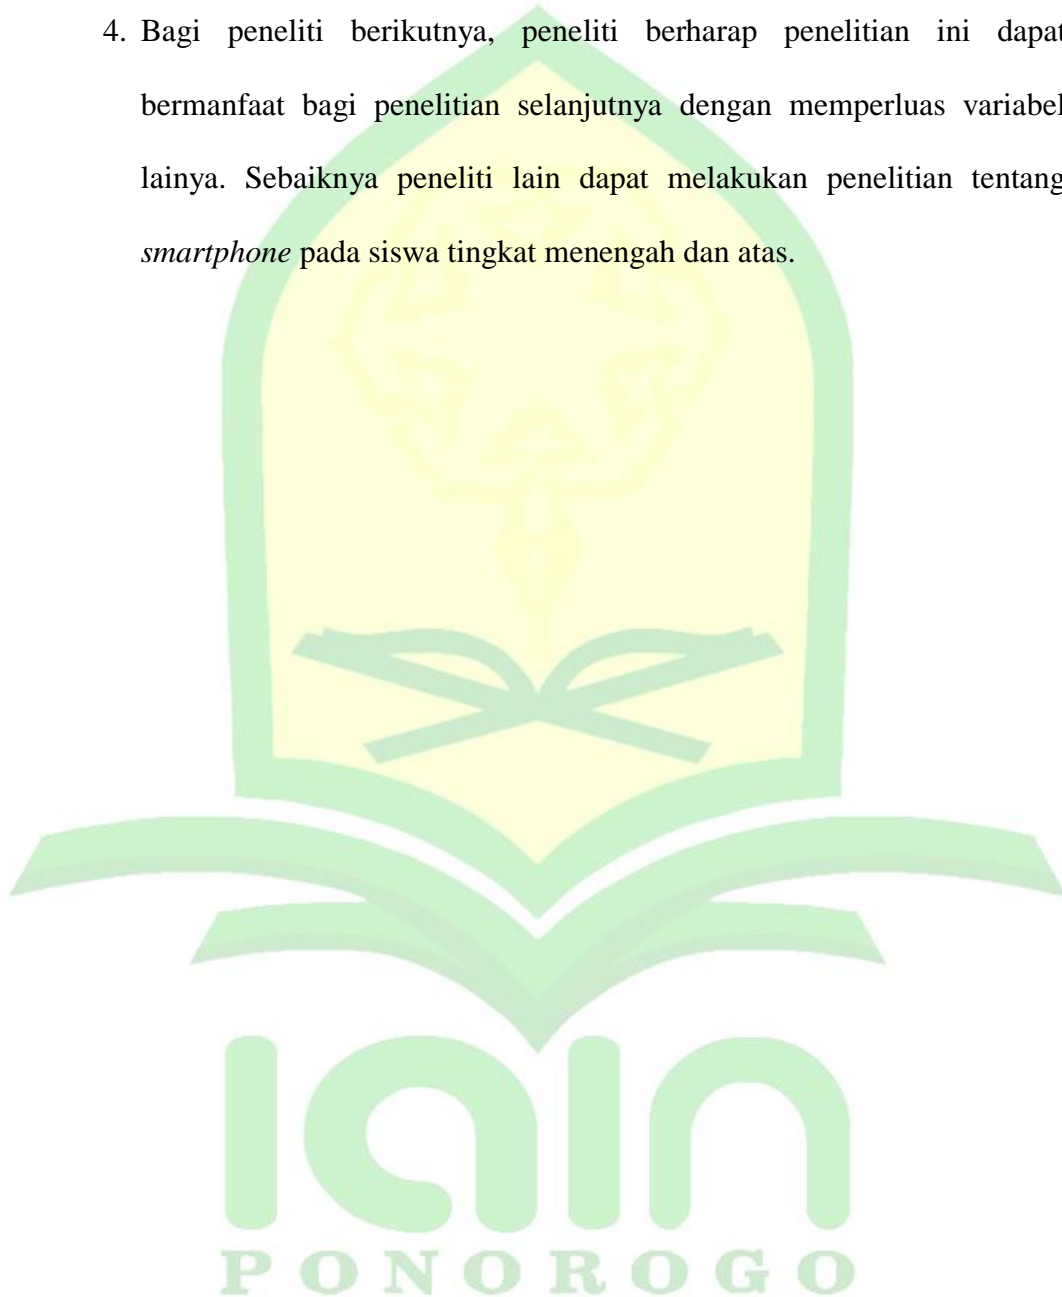 4. Bagi peneliti berikutnya, peneliti berharap penelitian ini dapat
bermanfaat bagi penelitian selanjutnya dengan memperluas variabel
lainya. Sebaiknya peneliti lain dapat melakukan penelitian tentang
smartphone pada siswa tingkat menengah dan atas.
iain
PONOROGO